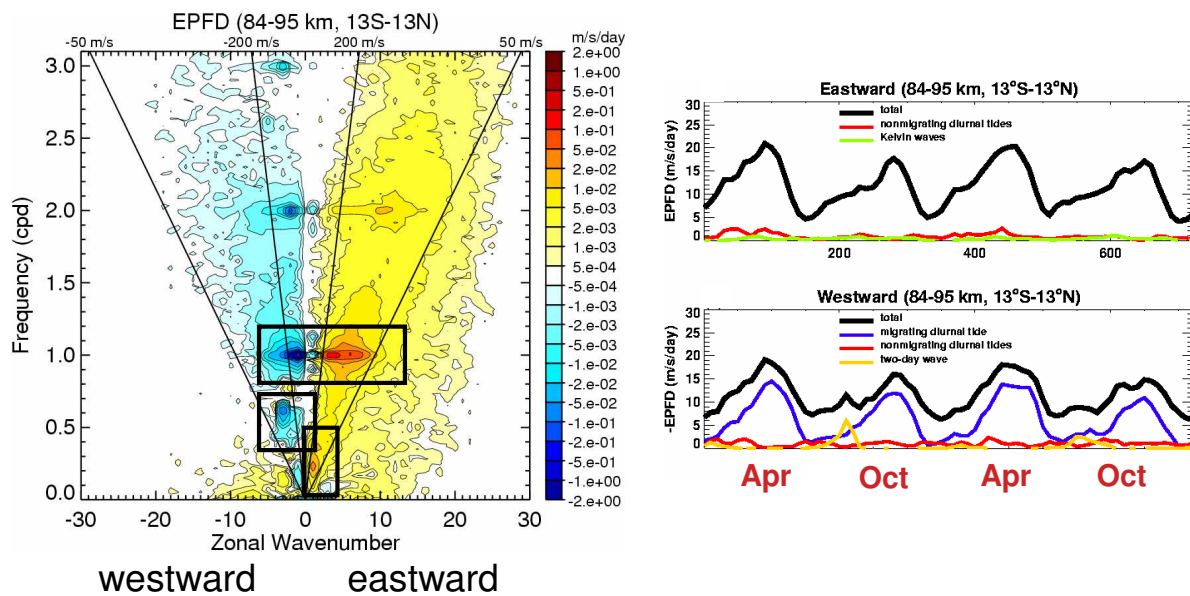 EPFD (84-95 km, 13S-13N)
-50 m/s -200 m/s 200 m/s 50 m/s
m/s/day
3.0
2.5
2.0
1.5
1.0
0.5
0.0
Frequency (cpd)
-30 -20 -10 0 10 20 30
Zonal Wavenumber
westward eastward
2.e+00
1.e+00
5.e-01
2.e-01
1.e-01
5.e-02
2.e-02
1.e-02
5.e-03
2.e-03
1.e-03
5.e-04
-5.e-04
-1.e-03
-2.e-03
-5.e-03
-1.e-02
-2.e-02
-5.e-02
-1.e-01
-2.e-01
-5.e-01
-1.e+00
-2.e+00
Eastward (84-95 km, 13°S-13°N)
total
nonmigrating diurnal tides
Kelvin waves
EPFD (m/s/day)
30
25
20
15
10
5
0
200 400 600
Westward (84-95 km, 13°S-13°N)
total
migrating diurnal tide
nonmigrating diurnal tides
two-day wave
-EPFD (m/s/day)
30
25
20
15
10
5
0
Apr Oct Apr Oct